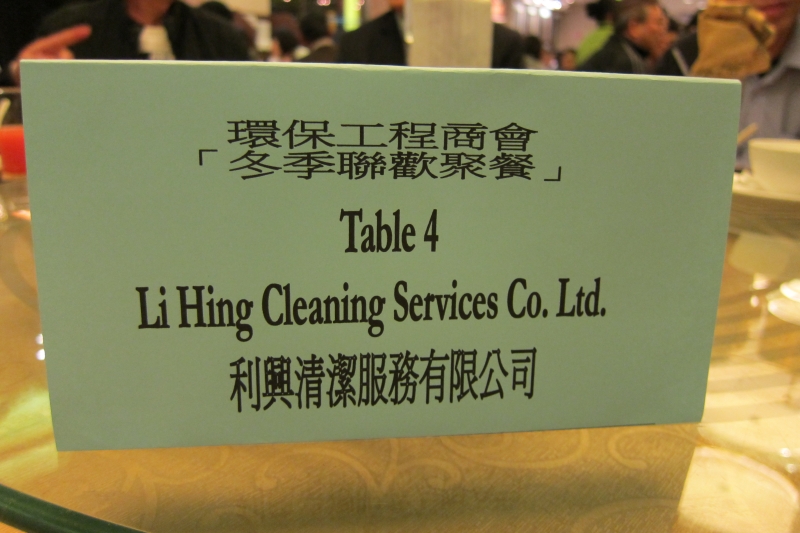 環保工程商會
「冬季聯歡聚餐」
Table 4
Li Hing Cleaning Services Co. Ltd.
利興清潔服務有限公司